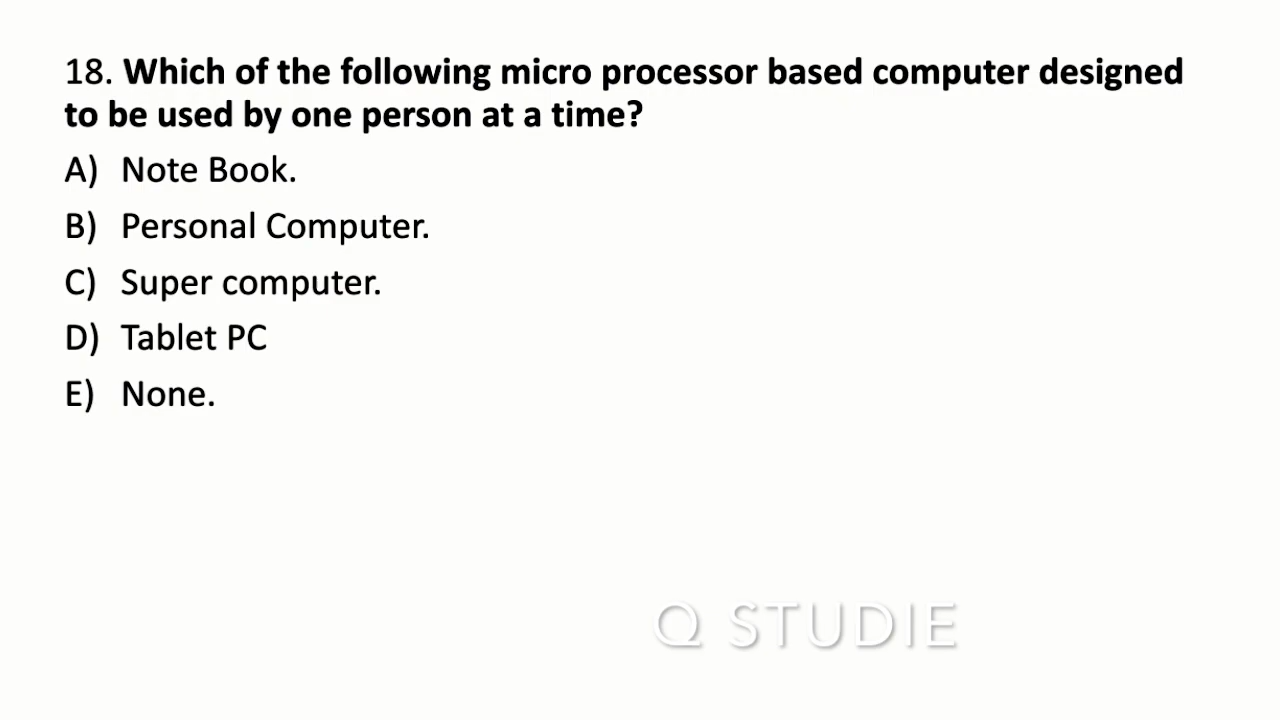 18. Which of the following micro processor based computer designed
to be used by one person at a time?
A) Note Book.
B) Personal Computer.
C) Super computer.
D) Tablet PC
E) None.
Q STUDIE